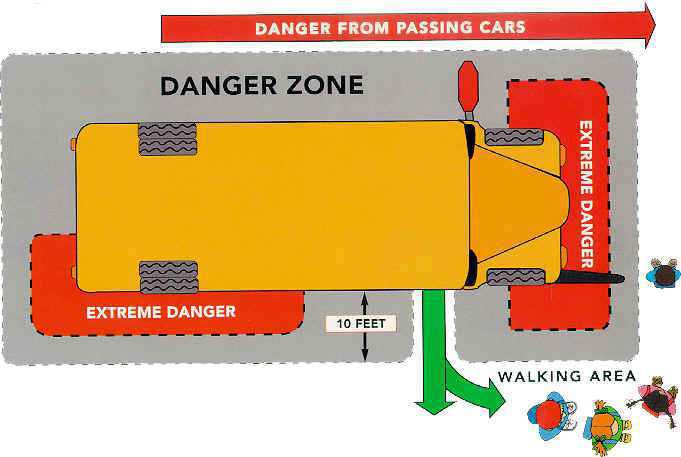 DANGER FROM PASSING CARS
DANGER ZONE
EXTREME DANGER
EXTREME DANGER
10 FEET
WALKING AREA